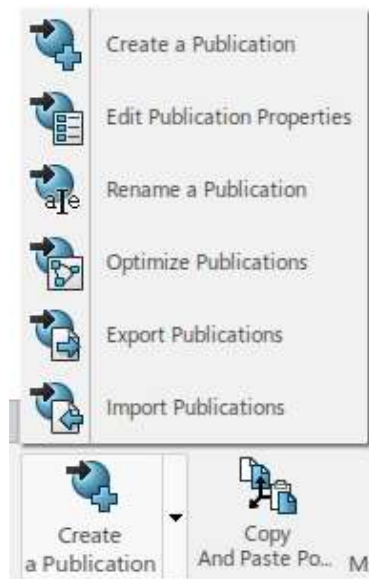 Create a Publication
Edit Publication Properties
aIe
Rename a Publication
Optimize Publications
Export Publications
Import Publications
Create
a Publication
Copy
And Paste Po...
M